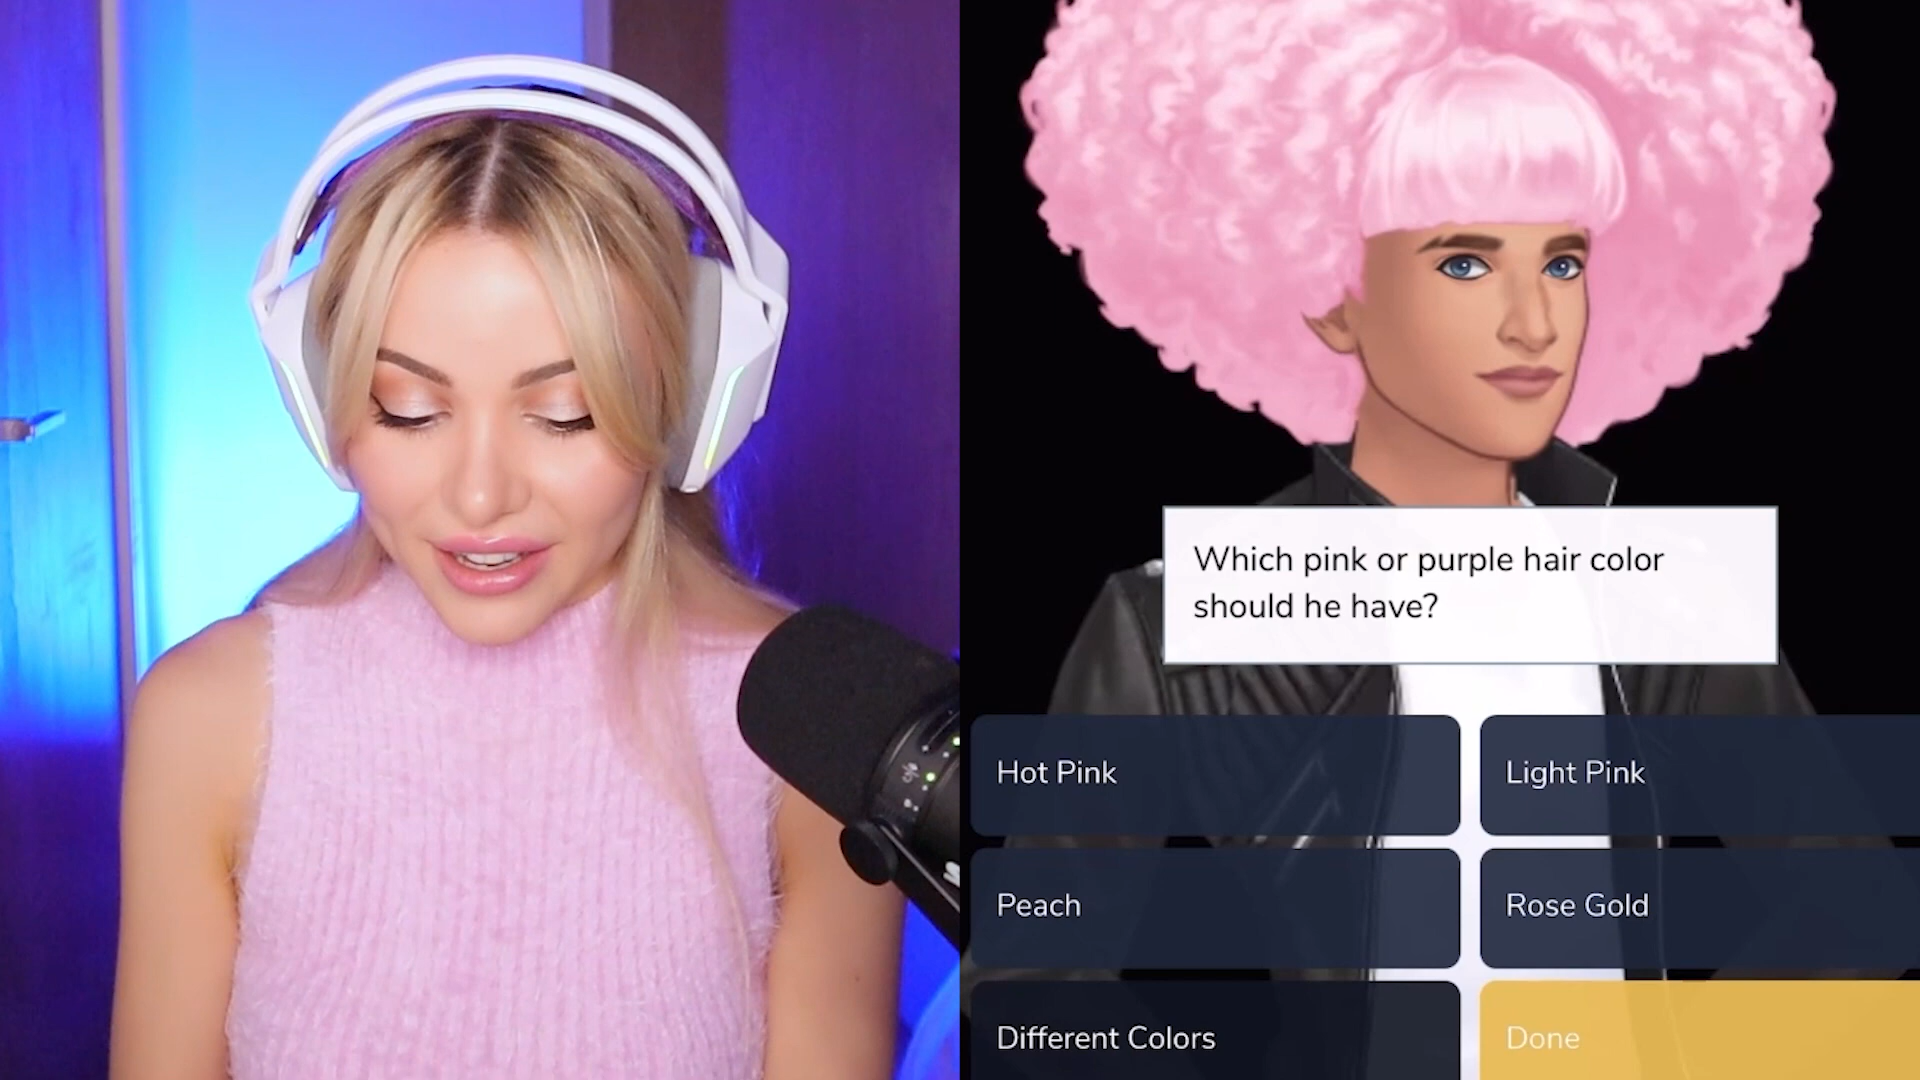 Which pink or purple hair color
should he have?
Hot Pink
Light Pink
Peach
Rose Gold
Different Colors
Done